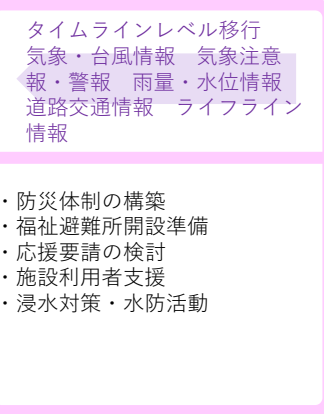 タイムラインレベル移行
気象・台風情報　気象注意
報・警報　雨量・水位情報
道路交通情報　ライフライン
情報
・防災体制の構築
・福祉避難所開設準備
・応援要請の検討
・施設利用者支援
・浸水対策・水防活動